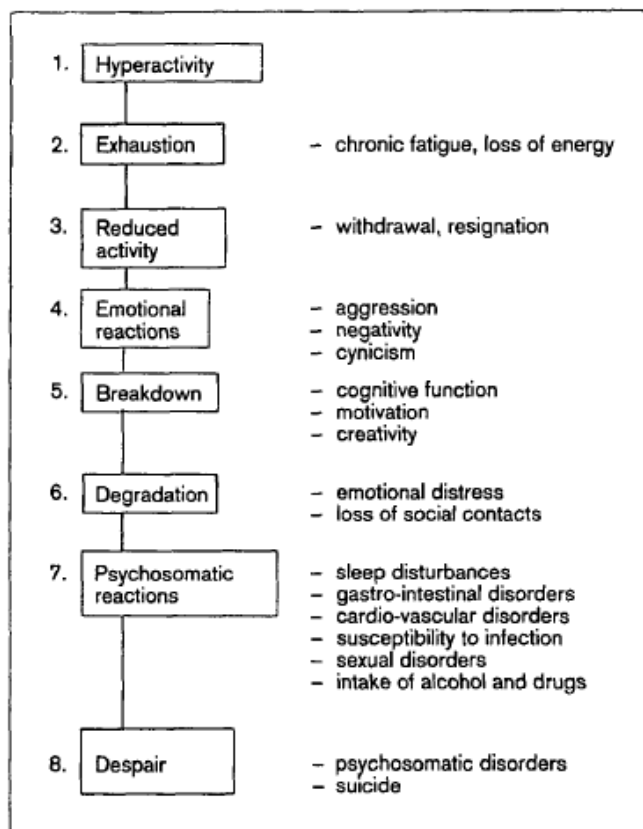 1. Hyperactivity
2. Exhaustion – chronic fatigue, loss of energy
3. Reduced activity – withdrawal, resignation
4. Emotional reactions – aggression
– negativity
– cynicism
5. Breakdown – cognitive function
– motivation
– creativity
6. Degradation – emotional distress
– loss of social contacts
7. Psychosomatic reactions – sleep disturbances
– gastro-intestinal disorders
– cardio-vascular disorders
– susceptibility to infection
– sexual disorders
– intake of alcohol and drugs
8. Despair – psychosomatic disorders
– suicide